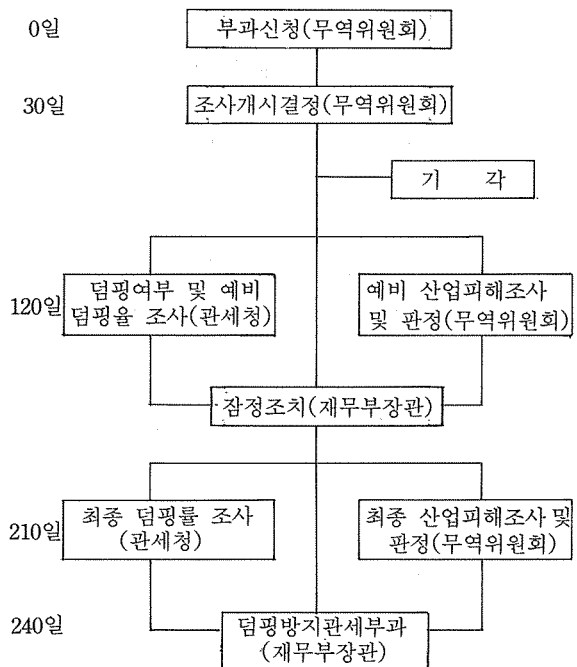 0일 부과신청(무역위원회)
30일 조사개시결정(무역위원회)
기 각
덤핑여부 및 예비
덤핑율 조사(관세청)
예비 산업피해조사
및 판정(무역위원회)
120일
잠정조치(재무부장관)
최종 덤핑률 조사
(관세청)
최종 산업피해조사 및
판정(무역위원회)
210일
240일
덤핑방지관세부과
(재무부장관)